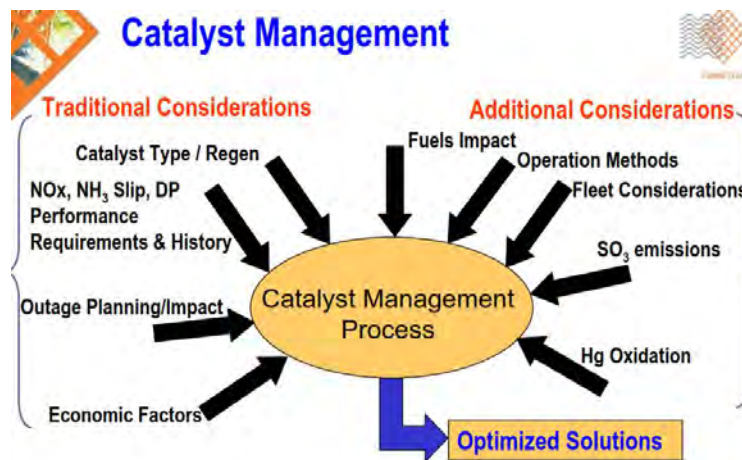 Catalyst Management
Traditional Considerations
Additional Considerations
Fuels Impact
Catalyst Type / Regen
Operation Methods
NOx, NH₃ Slip, DP
Performance
Requirements & History
Fleet Considerations
SO₃ emissions
Outage Planning/Impact
Catalyst Management
Process
Hg Oxidation
Economic Factors
Optimized Solutions